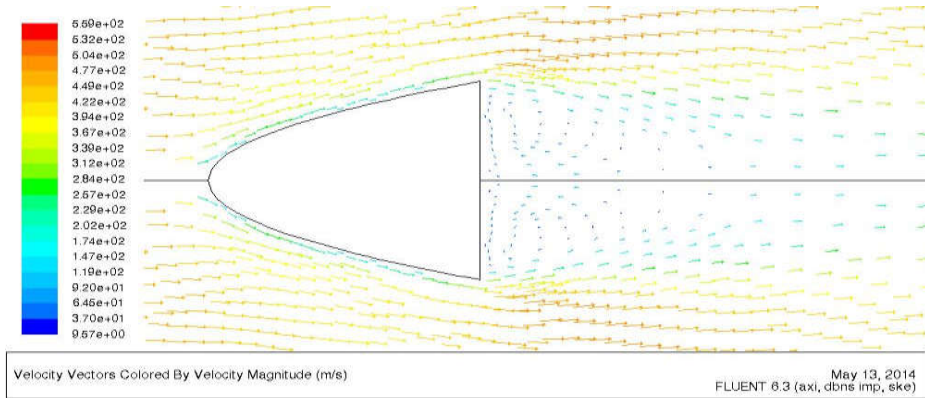 5.59e+02
5.32e+02
5.04e+02
4.77e+02
4.49e+02
4.22e+02
3.94e+02
3.67e+02
3.39e+02
3.12e+02
2.84e+02
2.57e+02
2.29e+02
2.02e+02
1.74e+02
1.47e+02
1.19e+02
9.20e+01
6.45e+01
3.70e+01
9.67e+00
Velocity Vectors Colored By Velocity Magnitude (m/s)
May 13, 2014
FLUENT 6.3 (axi, dbns imp, ske)